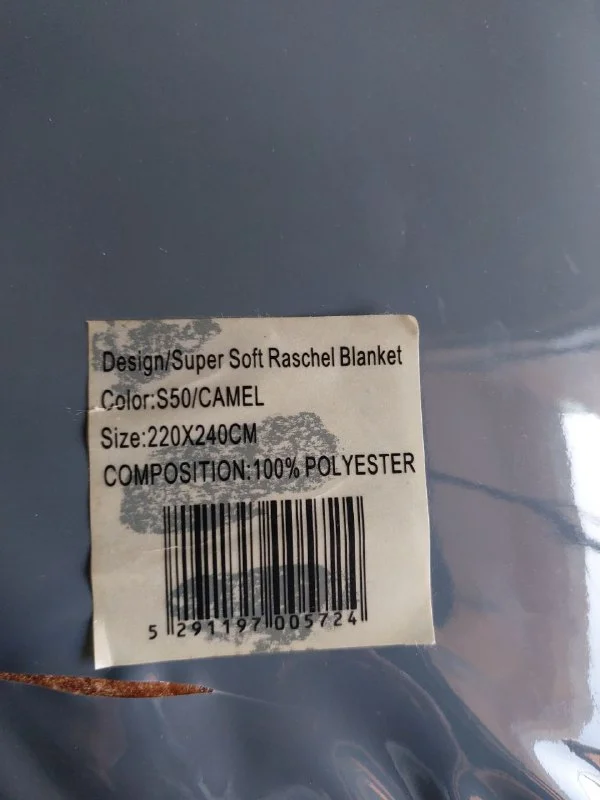 Design/Super Soft Raschel Blanket
Color:S50/CAMEL
Size:220X240CM
COMPOSITION:100% POLYESTER
5 291197 005724